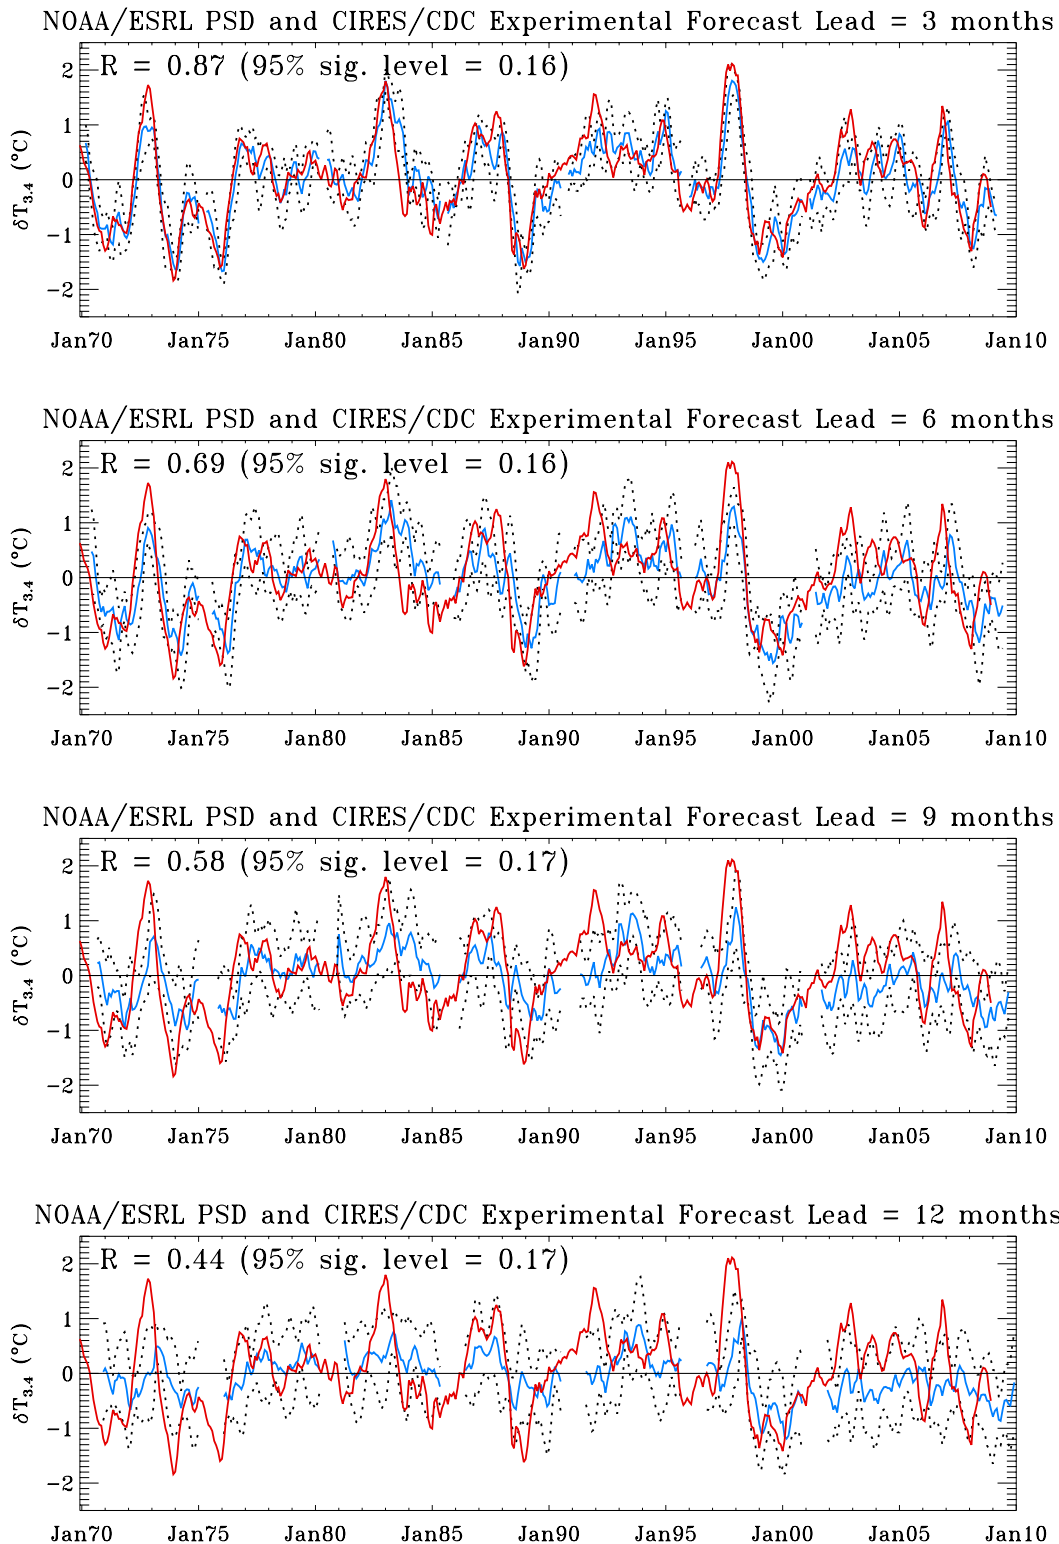 NOAA/ESRL PSD and CIRES/CDC Experimental Forecast Lead = 3 months
R = 0.87 (95% sig. level = 0.16)
δT3.4 (°C)
2
1
0
−1
−2
Jan70 Jan75 Jan80 Jan85 Jan90 Jan95 Jan00 Jan05 Jan10
NOAA/ESRL PSD and CIRES/CDC Experimental Forecast Lead = 6 months
R = 0.69 (95% sig. level = 0.16)
δT3.4 (°C)
2
1
0
−1
−2
Jan70 Jan75 Jan80 Jan85 Jan90 Jan95 Jan00 Jan05 Jan10
NOAA/ESRL PSD and CIRES/CDC Experimental Forecast Lead = 9 months
R = 0.58 (95% sig. level = 0.17)
δT3.4 (°C)
2
1
0
−1
−2
Jan70 Jan75 Jan80 Jan85 Jan90 Jan95 Jan00 Jan05 Jan10
NOAA/ESRL PSD and CIRES/CDC Experimental Forecast Lead = 12 months
R = 0.44 (95% sig. level = 0.17)
δT3.4 (°C)
2
1
0
−1
−2
Jan70 Jan75 Jan80 Jan85 Jan90 Jan95 Jan00 Jan05 Jan10